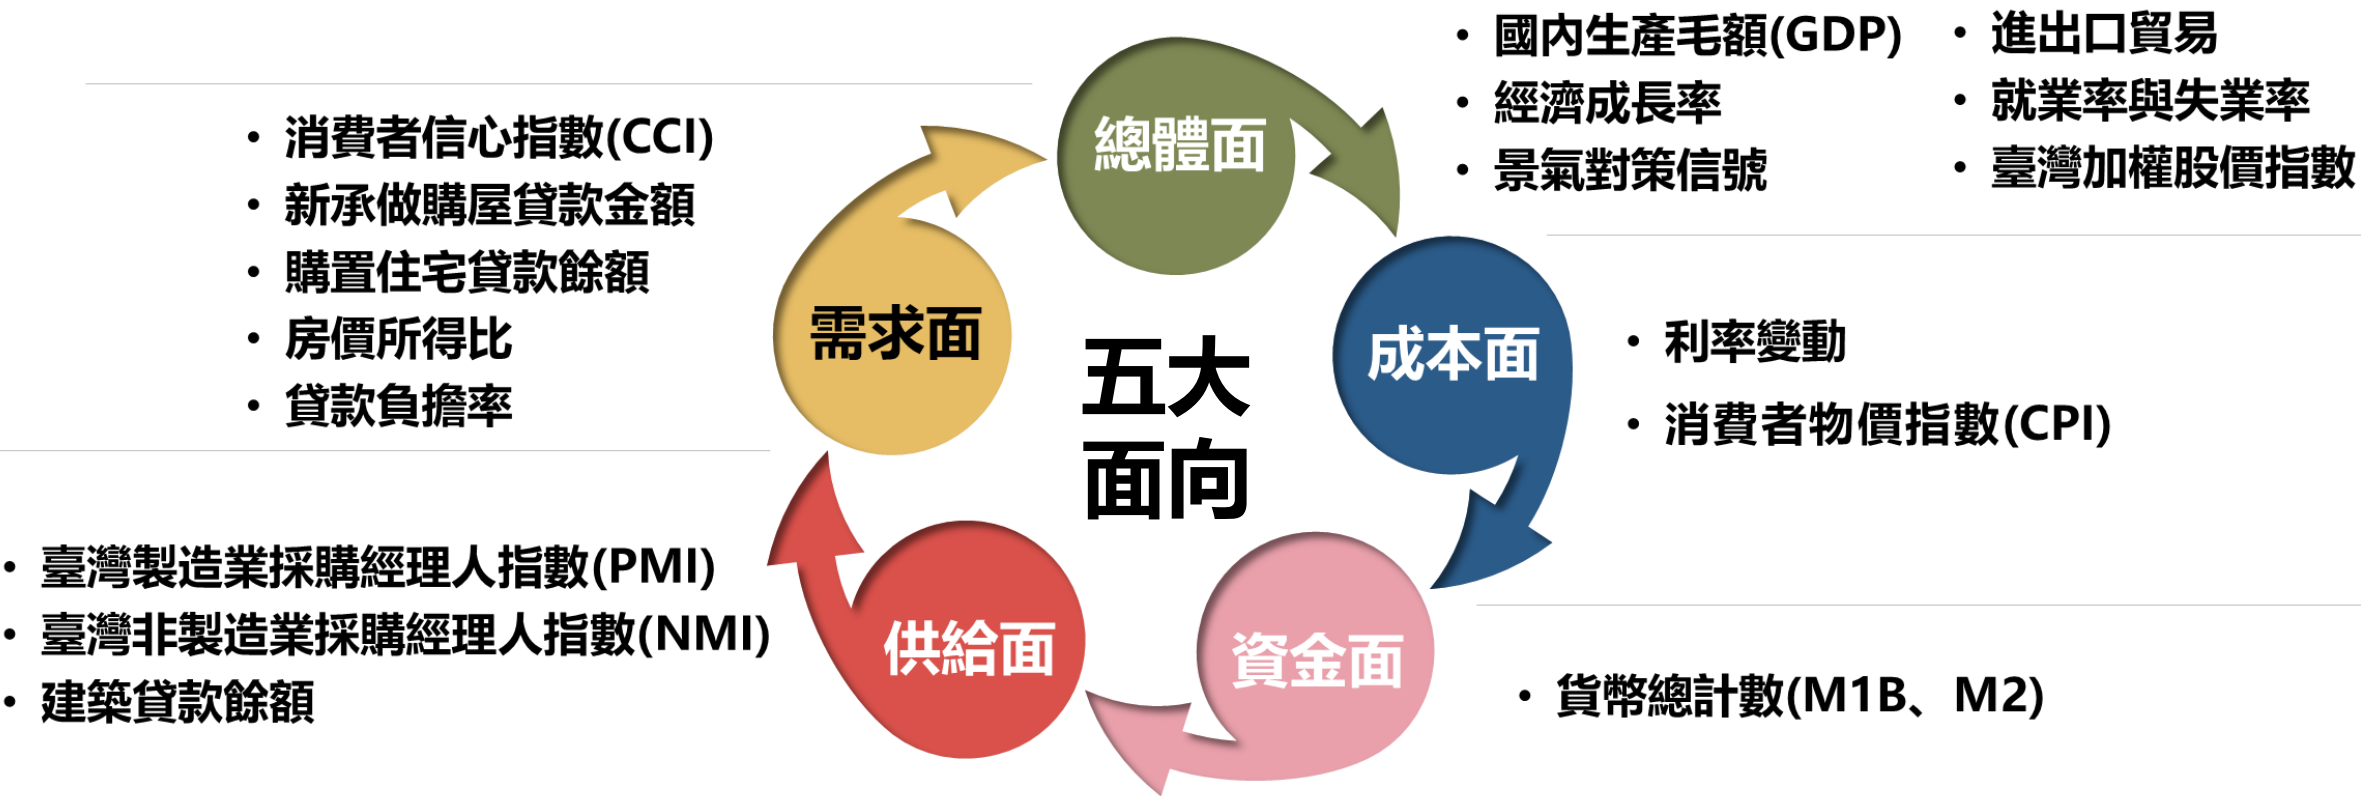 總體面
• 國內生產毛額(GDP)
• 經濟成長率
• 景氣對策信號
• 進出口貿易
• 就業率與失業率
• 臺灣加權股價指數
成本面
• 利率變動
• 消費者物價指數(CPI)
資金面
• 貨幣總計數(M1B、M2)
供給面
• 臺灣製造業採購經理人指數(PMI)
• 臺灣非製造業採購經理人指數(NMI)
• 建築貸款餘額
需求面
• 消費者信心指數(CCI)
• 新承做購屋貸款金額
• 購置住宅貸款餘額
• 房價所得比
• 貸款負擔率
五大
面向